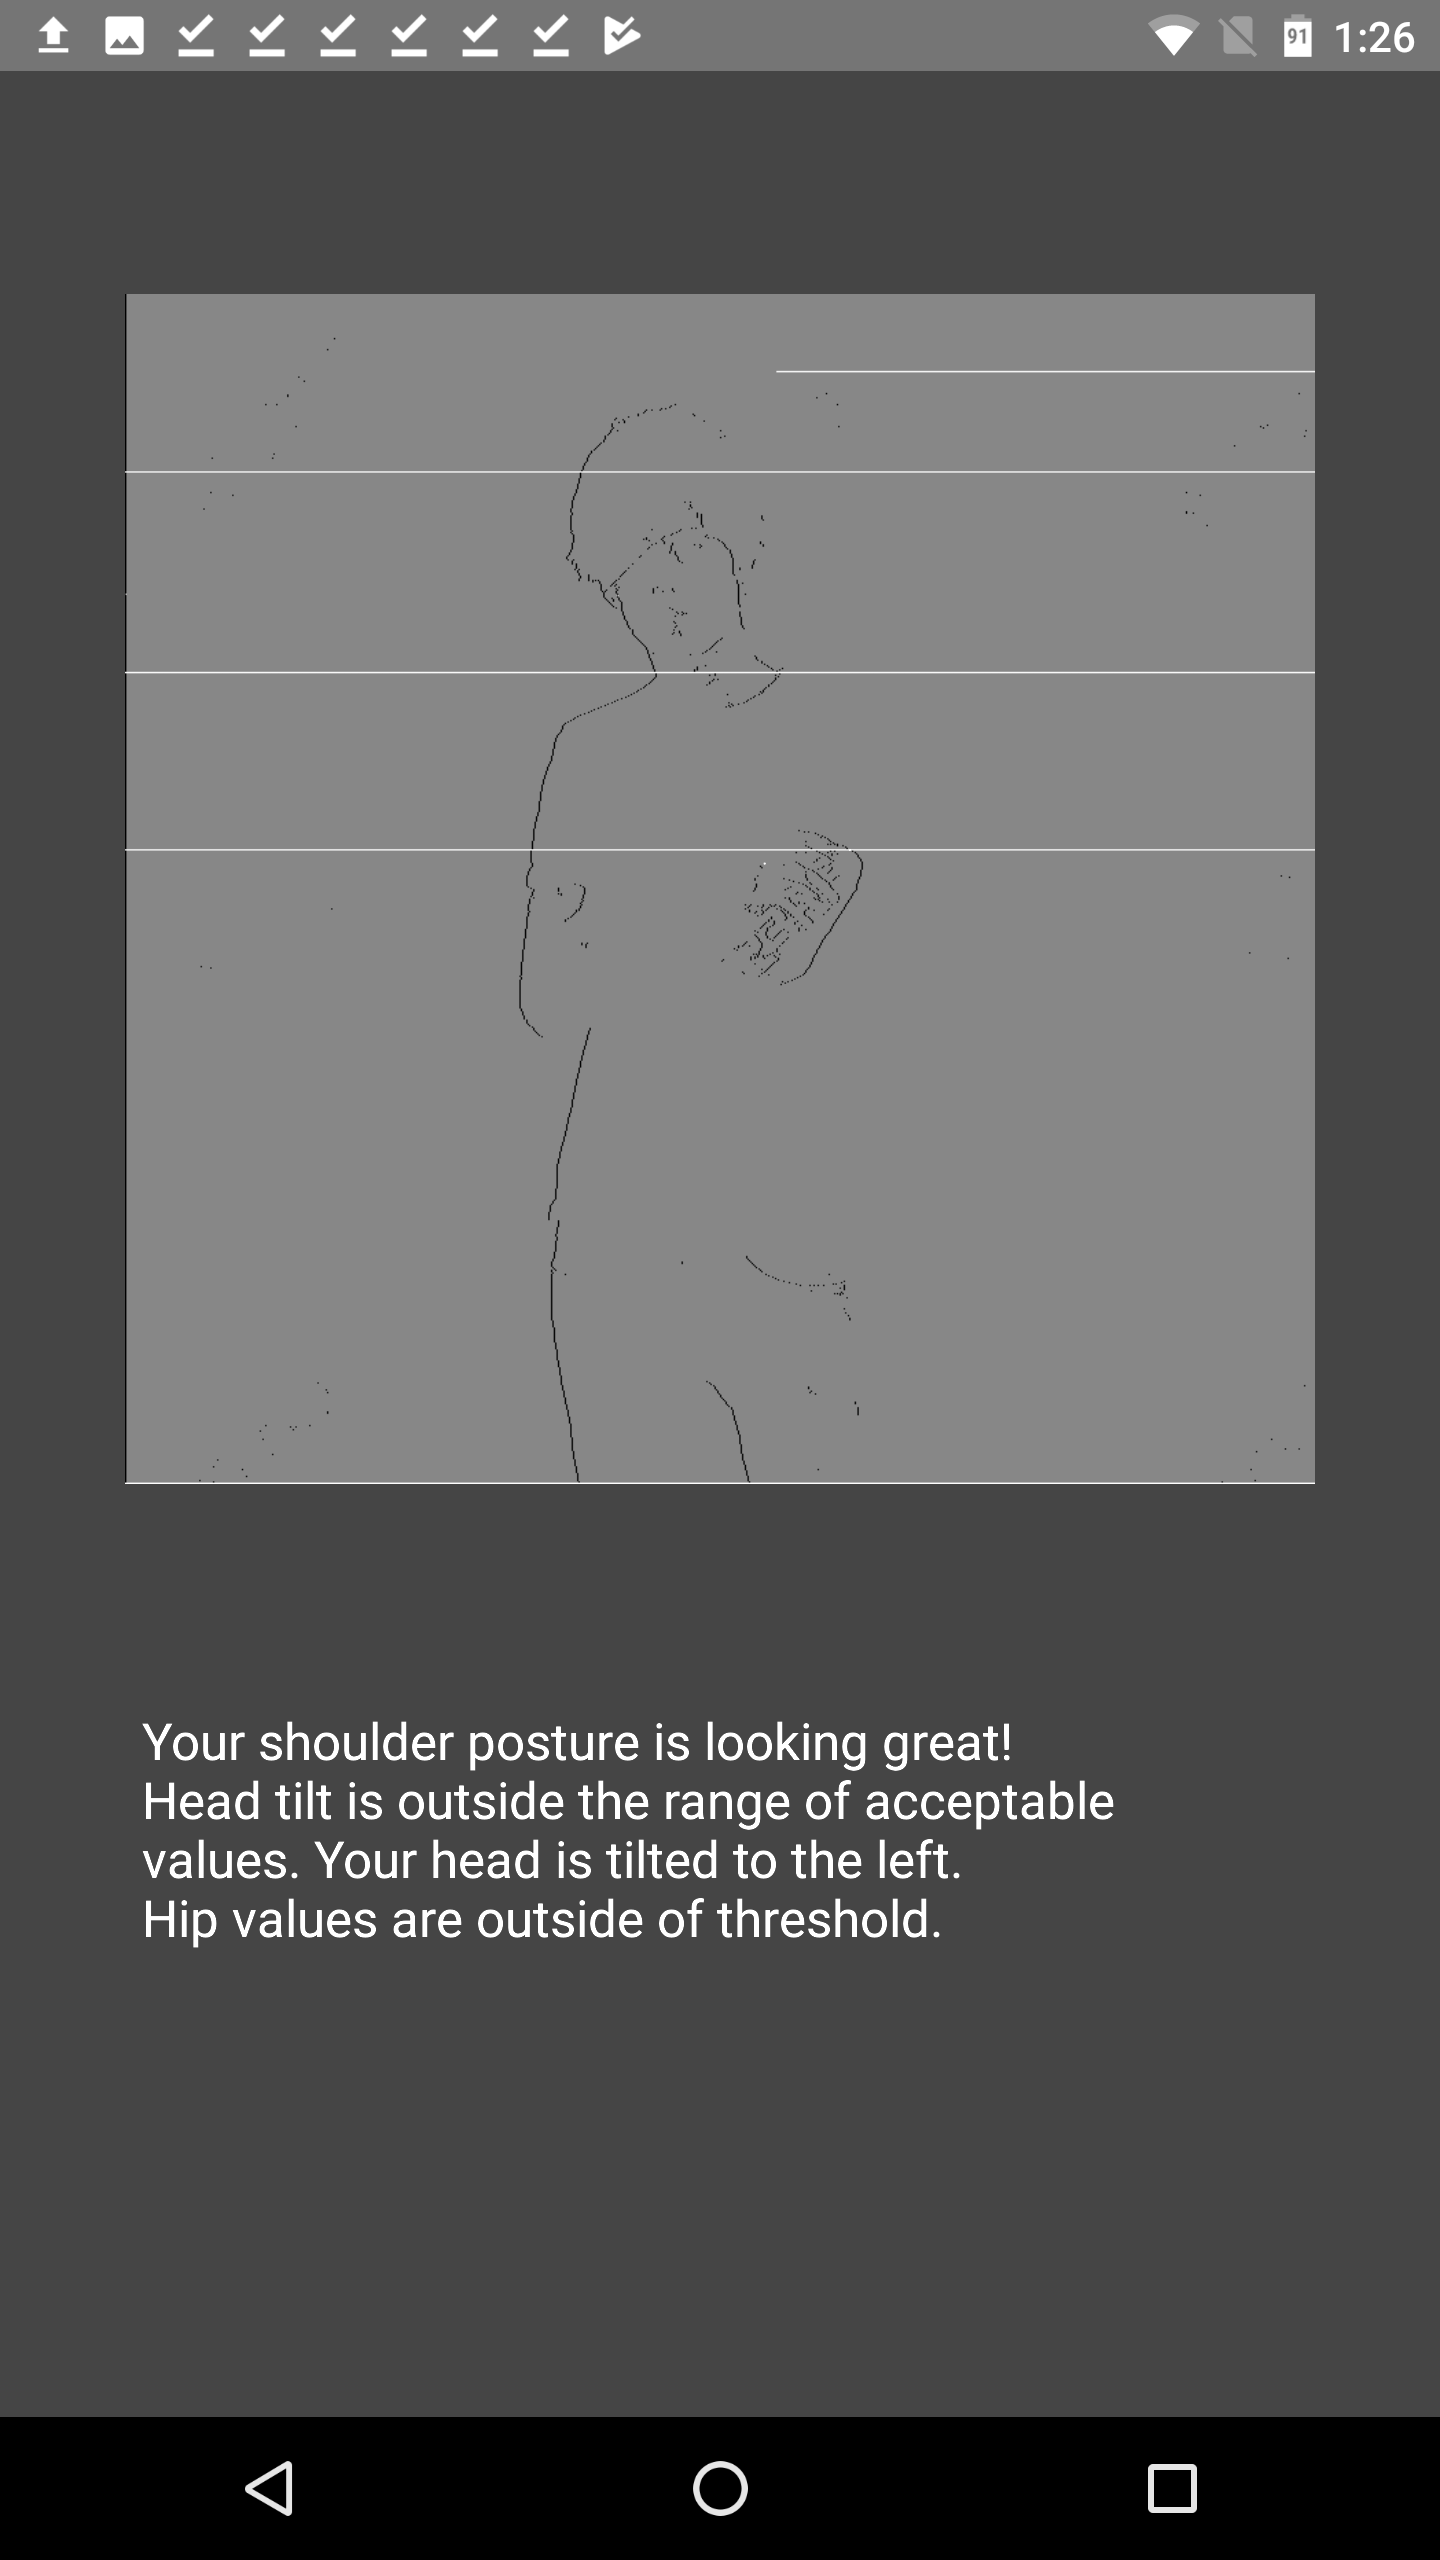 91 1:26
Your shoulder posture is looking great!
Head tilt is outside the range of acceptable
values. Your head is tilted to the left.
Hip values are outside of threshold.